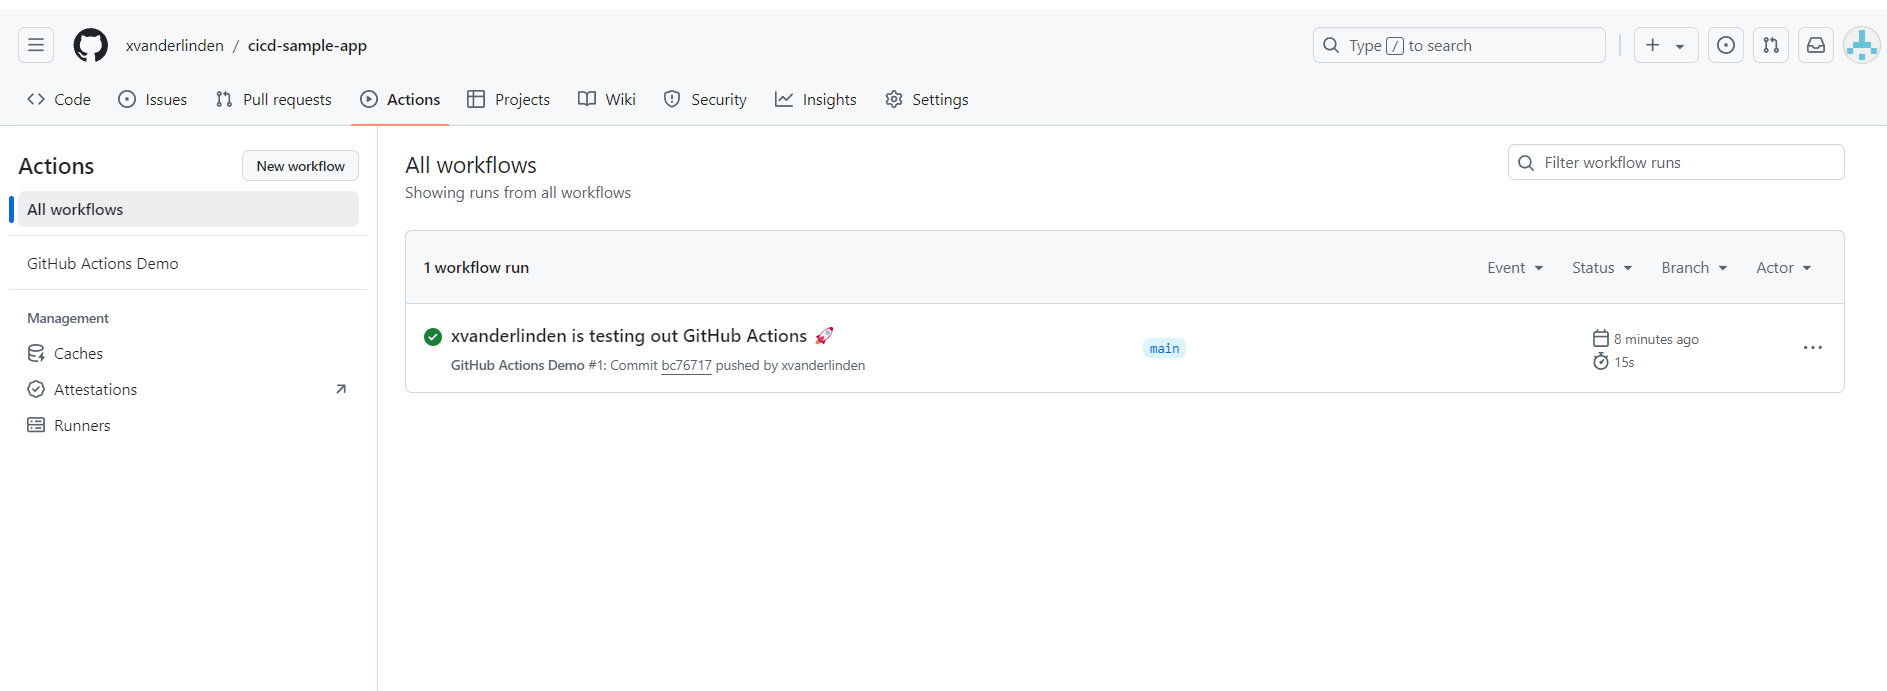 xvanderlinden / cicd-sample-app
Type / to search
Code Issues Pull requests Actions Projects Wiki Security Insights Settings
Actions
New workflow
All workflows
GitHub Actions Demo
Management
Caches
Attestations
Runners
All workflows
Showing runs from all workflows
Filter workflow runs
1 workflow run
Event Status Branch Actor
xvanderlinden is testing out GitHub Actions 🚀
GitHub Actions Demo #1: Commit bc76717 pushed by xvanderlinden
main
8 minutes ago
15s